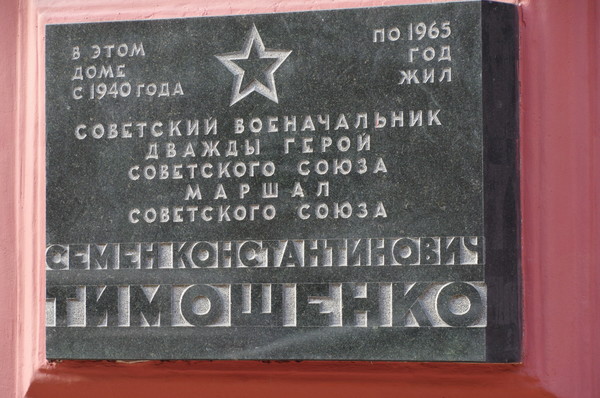 В ЭТОМ
ДОМЕ
С 1940 ГОДА
ПО 1965
ГОД
ЖИЛ
СОВЕТСКИЙ ВОЕНАЧАЛЬНИК
ДВАЖДЫ ГЕРОЙ
СОВЕТСКОГО СОЮЗА
МАРШАЛ
СОВЕТСКОГО СОЮЗА
СЕМЕН КОНСТАНТИНОВИЧ
ТИМОШЕНКО